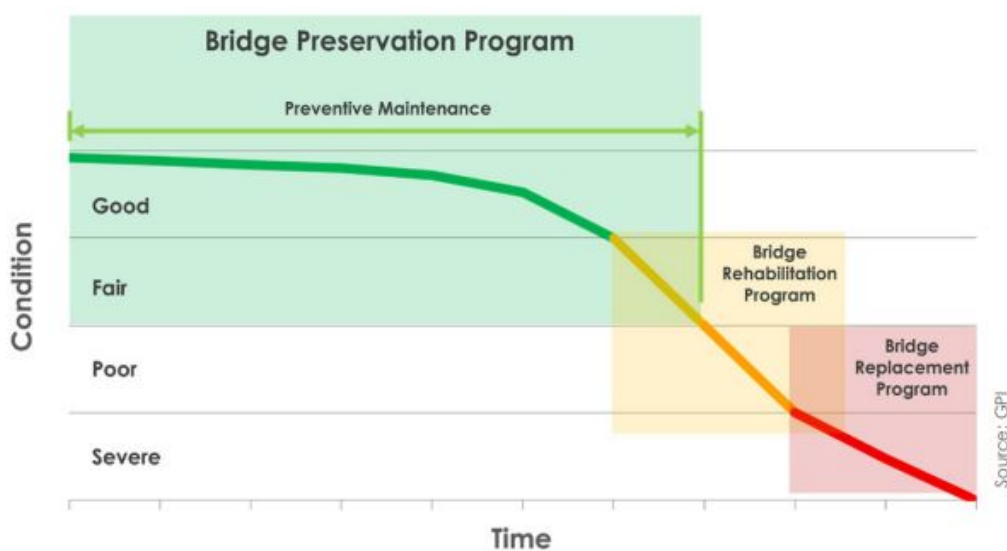 Bridge Preservation Program
Preventive Maintenance
Condition
Good
Fair
Poor
Severe
Bridge
Rehabilitation
Program
Bridge
Replacement
Program
Time
Source: GPI